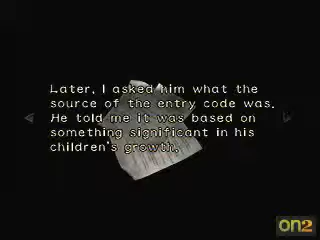 Later, I asked him what the
source of the entry code was.
He told me it was based on
something significant in his
children's growth.
on2